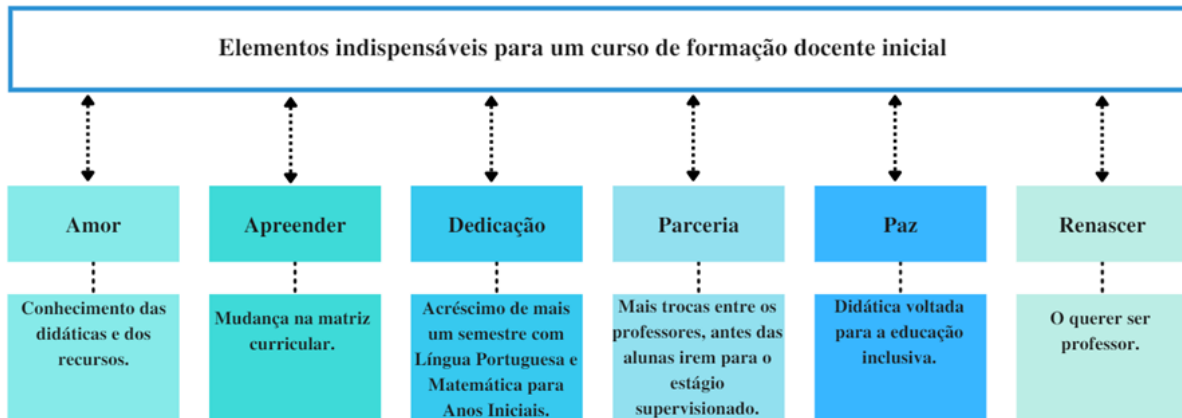 Elementos indispensáveis para um curso de formação docente inicial
Amor
Apreender
Dedicação
Parceria
Paz
Renascer
Conhecimento das
didáticas e dos
recursos.
Mudança na matriz
curricular.
Acréscimo de mais
um semestre com
Língua Portuguesa e
Matemática para
Anos Iniciais.
Mais trocas entre os
professores, antes das
alunas irem para o
estágio
supervisionado.
Didática voltada
para a educação
inclusiva.
O querer ser
professor.